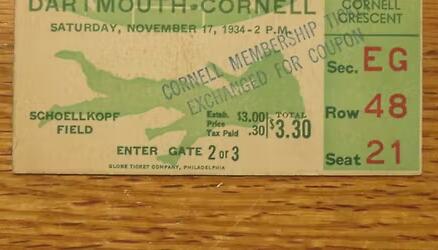 DARTMOUTH-CORNELL
SATURDAY, NOVEMBER 17, 1934-2 P.M.
CORNELL MEMBERSHIP
EXCHANGED FOR COUPON
SCHOELLKOPF
FIELD
Estab. Price $3.00
Tax Paid .30
TOTAL
$3.30
ENTER GATE 2 or 3
GLOBE TICKET COMPANY, PHILADELPHIA
CORNELL
CRESCENT
Sec. EG
Row 48
Seat 21